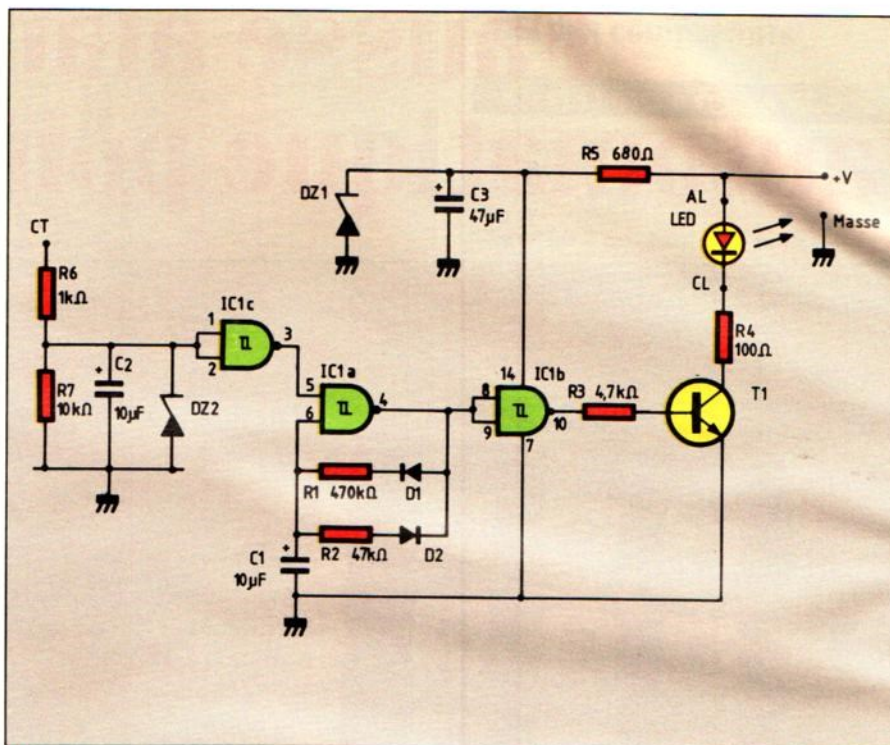 R5 680Ω
+V
DZ1
+
C3
47µF
AL
LED
Masse
CT
CL
R6
1kΩ
IC1c
R4
100Ω
1
2
3
+
C2
10µF
IC1a
14
IC1b
R3 4,7kΩ
T1
R7
10kΩ
DZ2
5
6
4
8
9
10
7
R1 470kΩ
D1
C1
10µF
+
R2 47kΩ
D2